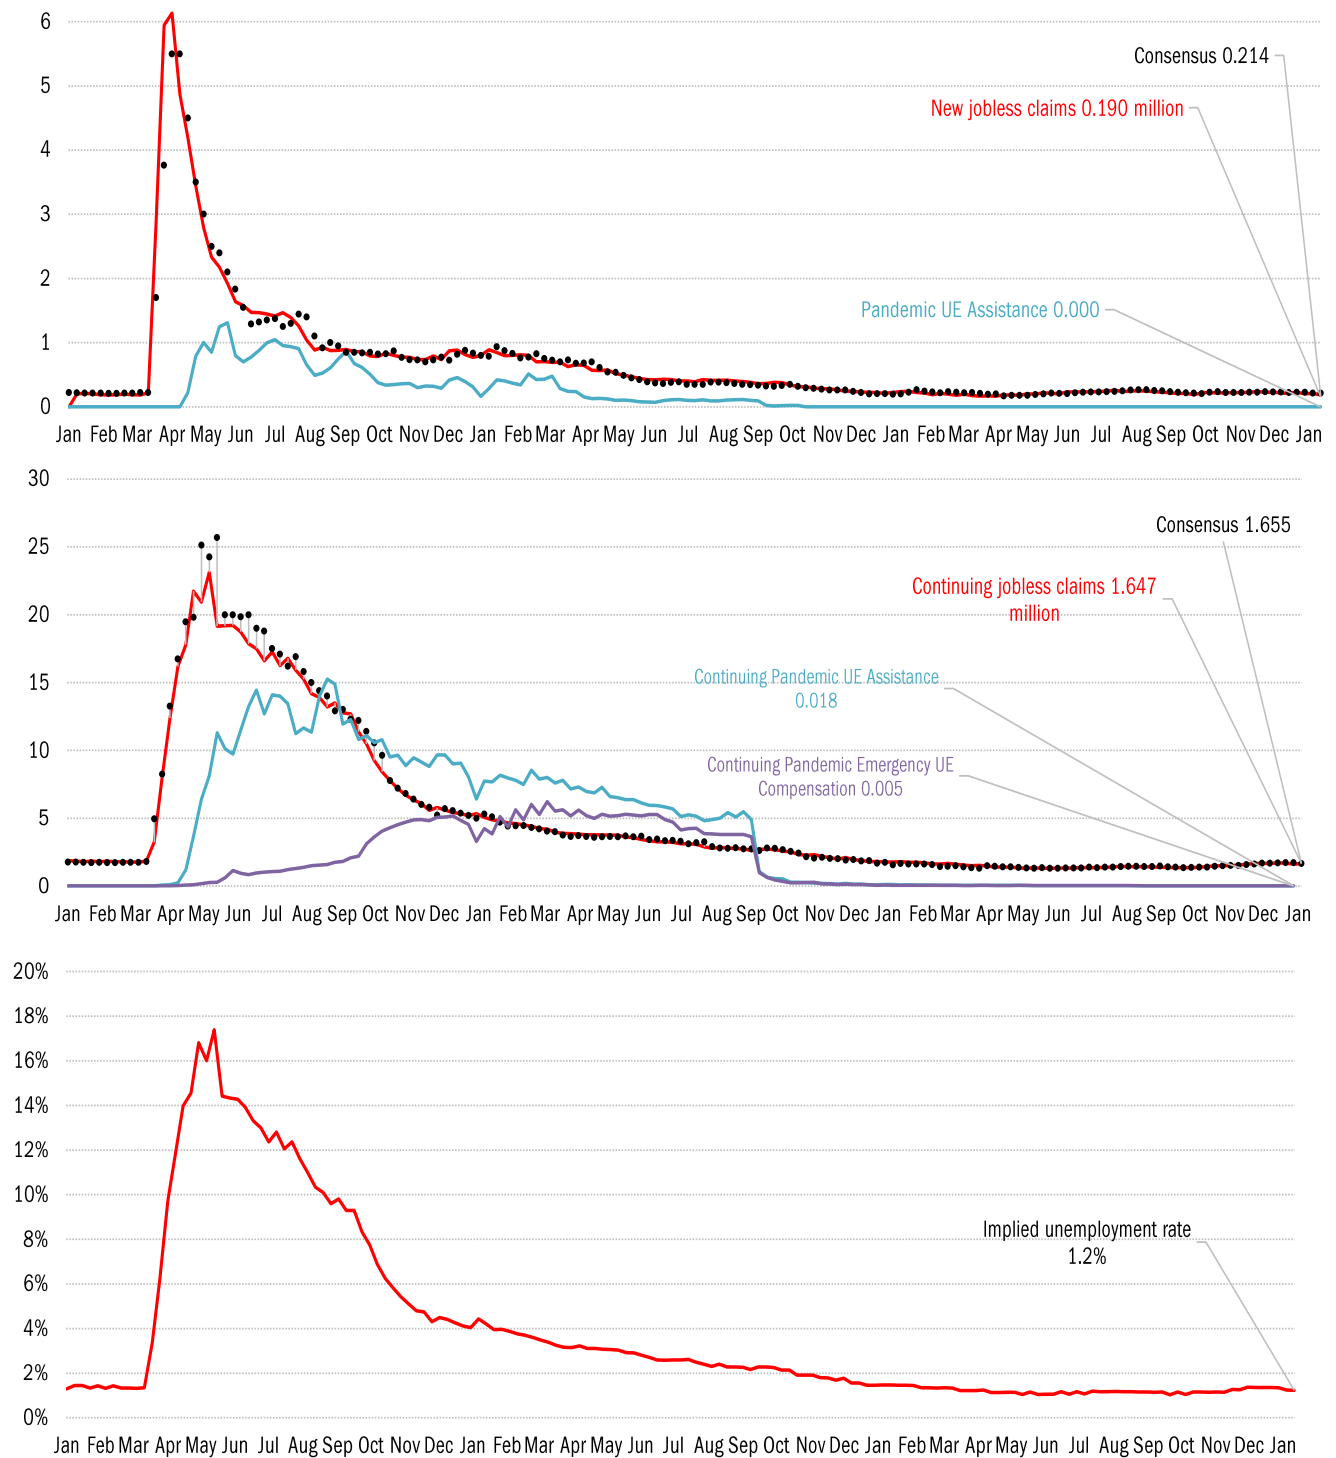 6
5
4
3
2
1
0
Consensus 0.214
New jobless claims 0.190 million
Pandemic UE Assistance 0.000
Jan Feb Mar Apr May Jun Jul Aug Sep Oct Nov Dec Jan Feb Mar Apr May Jun Jul Aug Sep Oct Nov Dec Jan Feb Mar Apr May Jun Jul Aug Sep Oct Nov Dec Jan
30
25
20
15
10
5
0
Consensus 1.655
Continuing jobless claims 1.647
million
Continuing Pandemic UE Assistance
0.018
Continuing Pandemic Emergency UE
Compensation 0.005
Jan Feb Mar Apr May Jun Jul Aug Sep Oct Nov Dec Jan Feb Mar Apr May Jun Jul Aug Sep Oct Nov Dec Jan Feb Mar Apr May Jun Jul Aug Sep Oct Nov Dec Jan
20%
18%
16%
14%
12%
10%
8%
6%
4%
2%
0%
Implied unemployment rate
1.2%
Jan Feb Mar Apr May Jun Jul Aug Sep Oct Nov Dec Jan Feb Mar Apr May Jun Jul Aug Sep Oct Nov Dec Jan Feb Mar Apr May Jun Jul Aug Sep Oct Nov Dec Jan